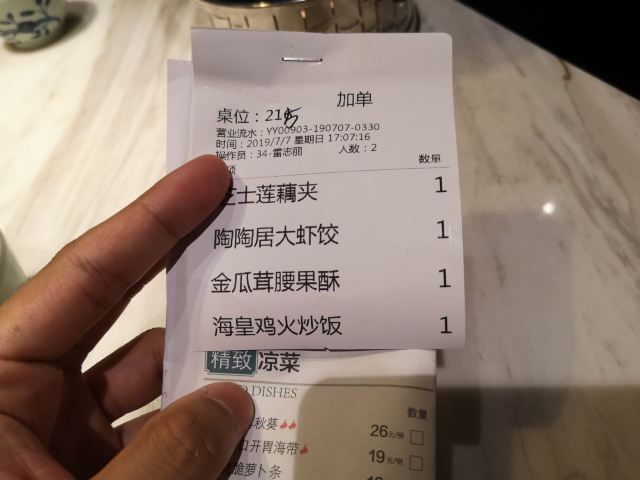 加单
桌位：215
营业流水：YY00903-190707-0330
时间：2019/7/7 星期日 17:07:16
操作员：34-雷志丽 人数：2
项 数量
芝士莲藕夹 1
陶陶居大虾饺 1
金瓜茸腰果酥 1
海皇鸡火炒饭 1
精致 凉菜
DISHES
数量
秋葵 26元/例
口开胃海带 19元/例
脆萝卜条